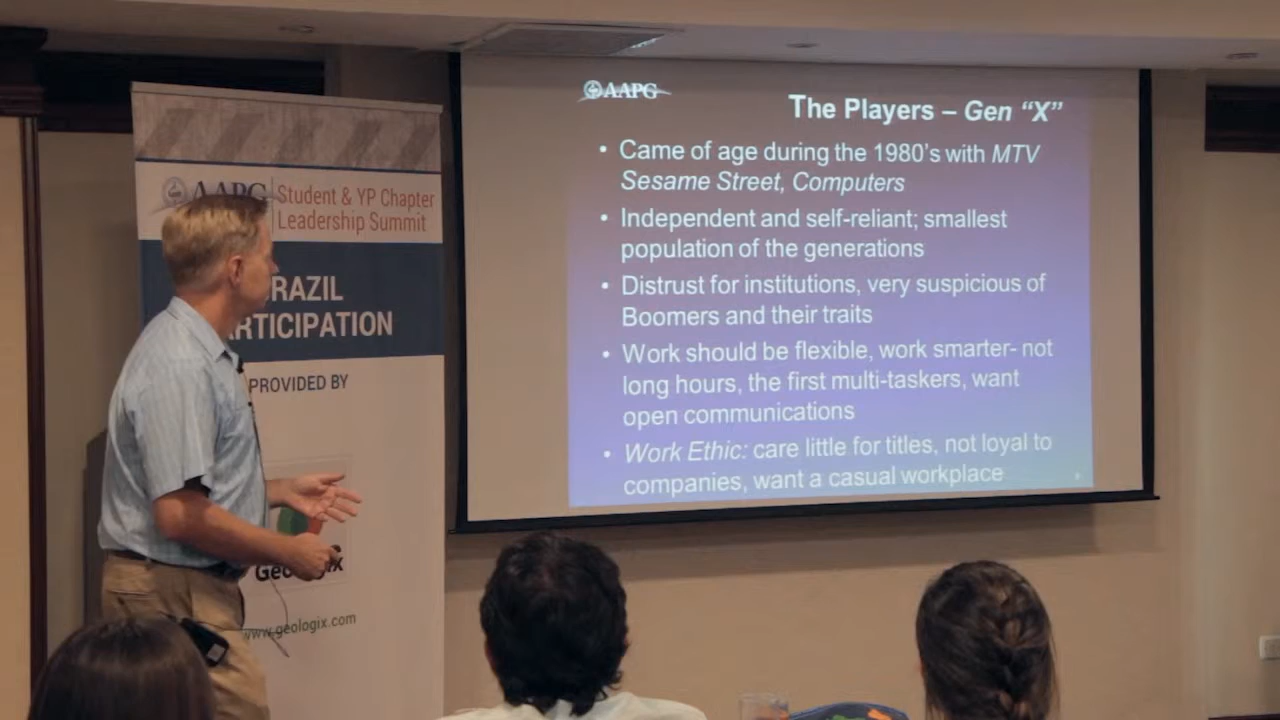 AAPG
Student & YP Chapter
Leadership Summit
RAZIL
RTICIPATION
PROVIDED BY
www.geologix.com
AAPG
The Players – Gen “X”
• Came of age during the 1980’s with MTV
Sesame Street, Computers
• Independent and self-reliant; smallest
population of the generations
• Distrust for institutions, very suspicious of
Boomers and their traits
• Work should be flexible, work smarter- not
long hours, the first multi-taskers, want
open communications
• Work Ethic: care little for titles, not loyal to
companies, want a casual workplace